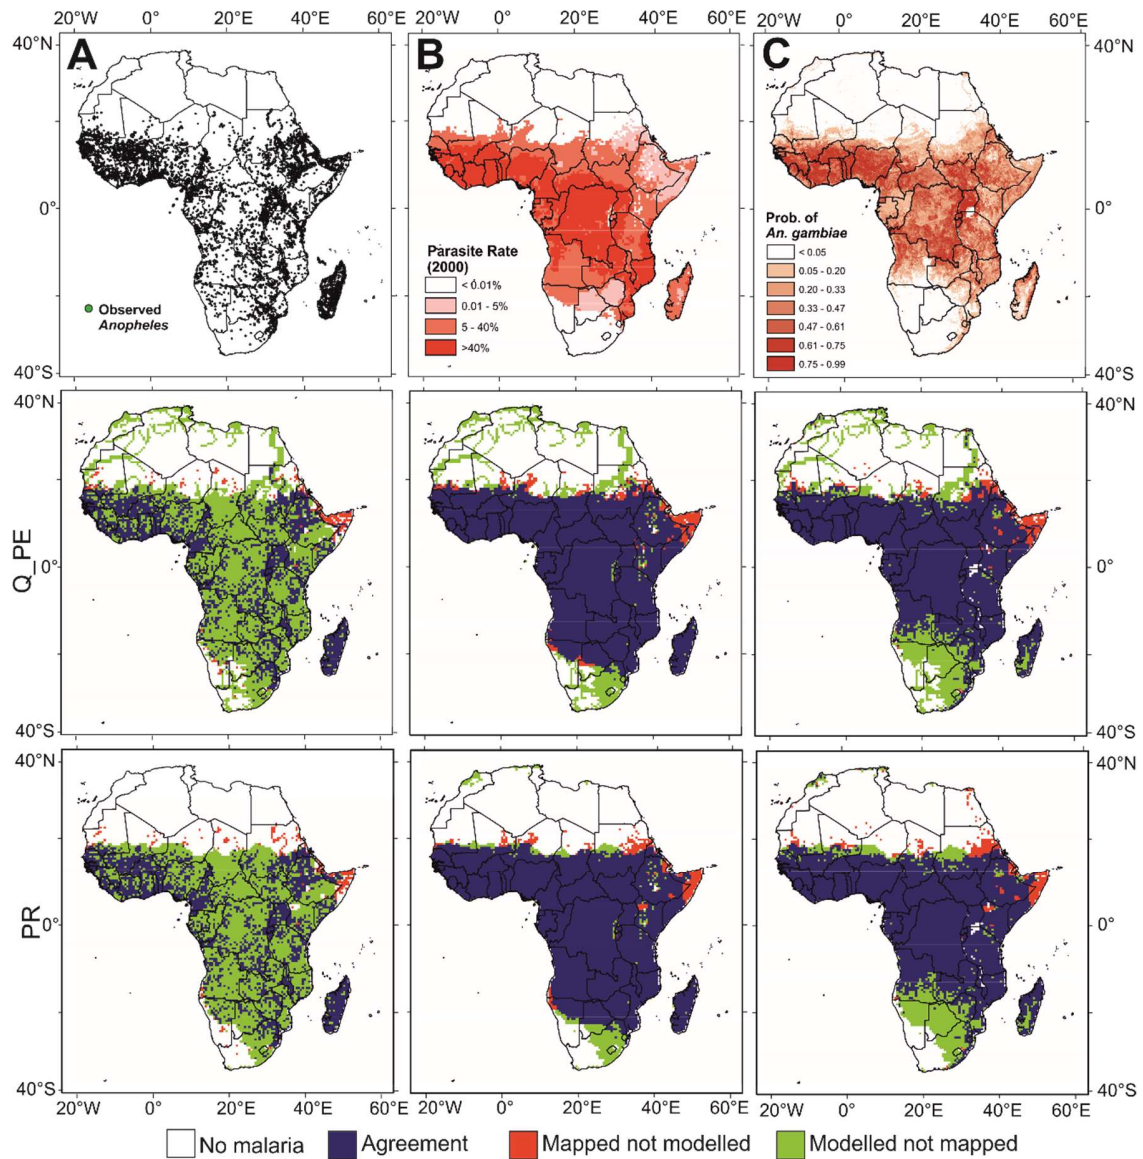 20°W 0° 20°E 40°E 60°E
20°W 0° 20°E 40°E 60°E
40°N
A
B
C
40°N
0°
0°
Observed
Anopheles
Parasite Rate
(2000)
< 0.01%
0.01 - 5%
5 - 40%
>40%
Prob. of
An. gambiae
< 0.05
0.05 - 0.20
0.20 - 0.33
0.33 - 0.47
0.47 - 0.61
0.61 - 0.75
0.75 - 0.99
40°S
40°S
40°N
40°N
Q_PE
0°
0°
40°S
40°S
40°N
40°N
PR
0°
0°
40°S
40°S
20°W 0° 20°E 40°E 60°E
20°W 0° 20°E 40°E 60°E
20°W 0° 20°E 40°E 60°E
No malaria
Agreement
Mapped not modelled
Modelled not mapped